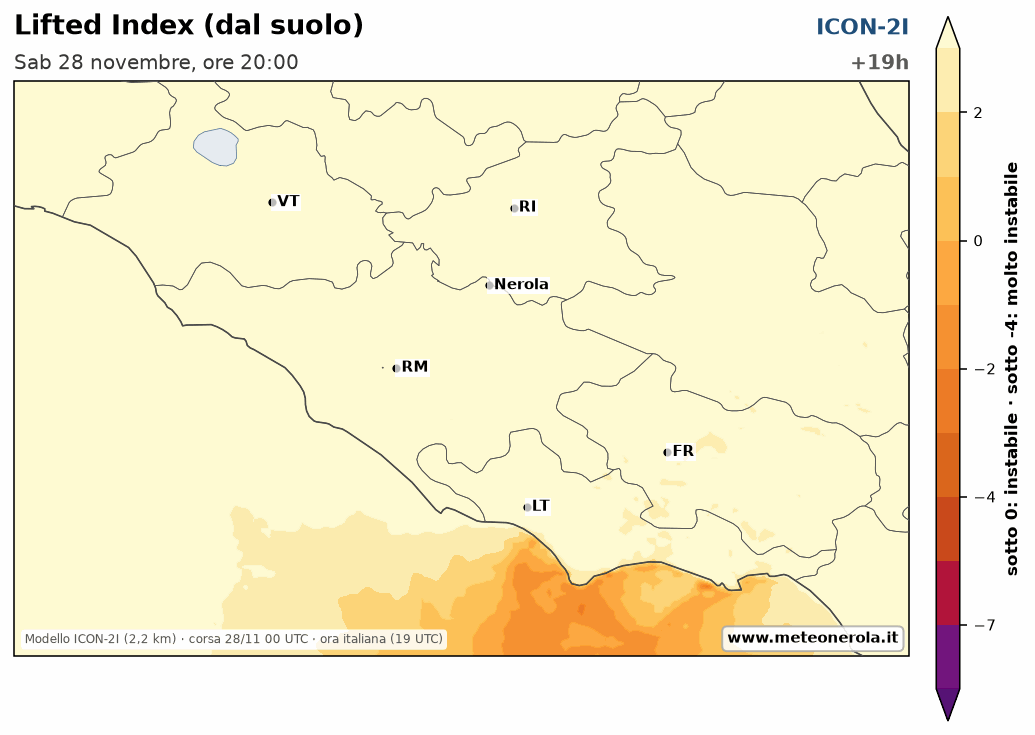 Lifted Index (dal suolo)
ICON-2I
Sab 28 novembre, ore 20:00
+19h
VT
RI
Nerola
RM
FR
LT
Modello ICON-2I (2,2 km) · corsa 28/11 00 UTC · ora italiana (19 UTC)
www.meteonerola.it
2
0
−2
−4
−7
sotto 0: instabile · sotto -4: molto instabile